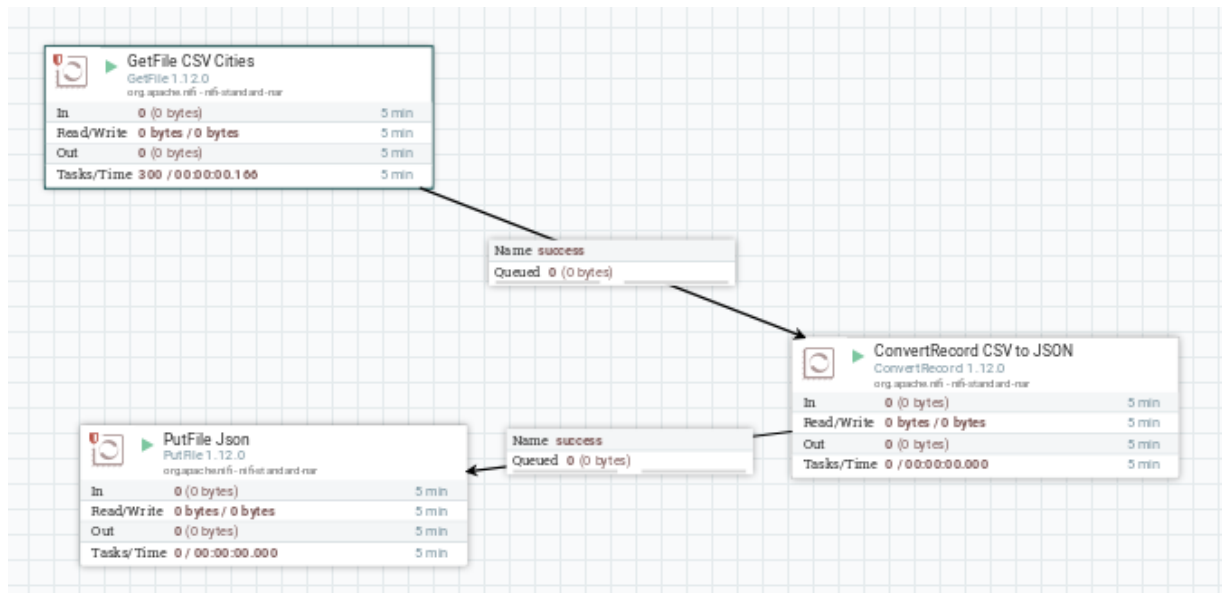 GetFile CSV Cities
GetFile 1.12.0
org.apache.nifi - nifi-standard-nar
In 0 (0 bytes) 5 min
Read/Write 0 bytes / 0 bytes 5 min
Out 0 (0 bytes) 5 min
Tasks/Time 300 / 00:00:00.166 5 min
Name success
Queued 0 (0 bytes)
ConvertRecord CSV to JSON
ConvertRecord 1.12.0
org.apache.nifi - nifi-standard-nar
In 0 (0 bytes) 5 min
Read/Write 0 bytes / 0 bytes 5 min
Out 0 (0 bytes) 5 min
Tasks/Time 0 / 00:00:00.000 5 min
Name success
Queued 0 (0 bytes)
PutFile Json
PutFile 1.12.0
org.apache.nifi - nifi-standard-nar
In 0 (0 bytes) 5 min
Read/Write 0 bytes / 0 bytes 5 min
Out 0 (0 bytes) 5 min
Tasks/Time 0 / 00:00:00.000 5 min